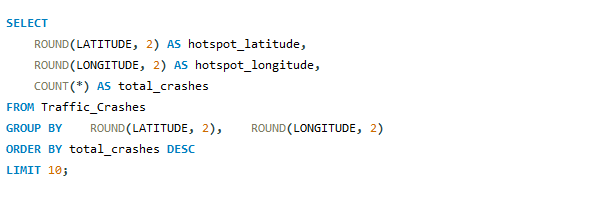 SELECT
    ROUND(LATITUDE, 2) AS hotspot_latitude,
    ROUND(LONGITUDE, 2) AS hotspot_longitude,
    COUNT(*) AS total_crashes
FROM Traffic_Crashes
GROUP BY    ROUND(LATITUDE, 2),    ROUND(LONGITUDE, 2)
ORDER BY total_crashes DESC
LIMIT 10;